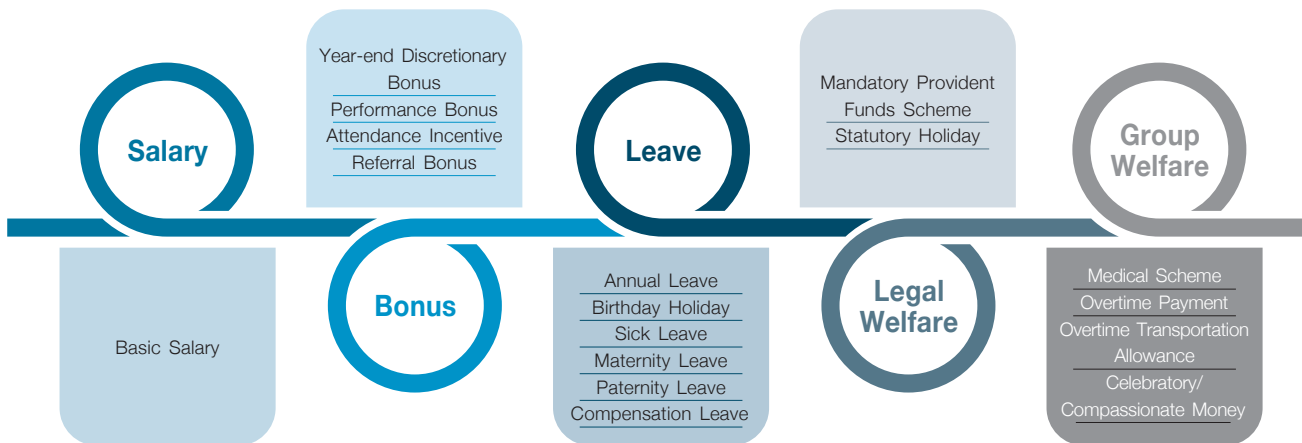 Salary
Basic Salary
Year-end Discretionary
Bonus
Performance Bonus
Attendance Incentive
Referral Bonus
Bonus
Leave
Annual Leave
Birthday Holiday
Sick Leave
Maternity Leave
Paternity Leave
Compensation Leave
Mandatory Provident
Funds Scheme
Statutory Holiday
Legal
Welfare
Group
Welfare
Medical Scheme
Overtime Payment
Overtime Transportation
Allowance
Celebratory/
Compassionate Money